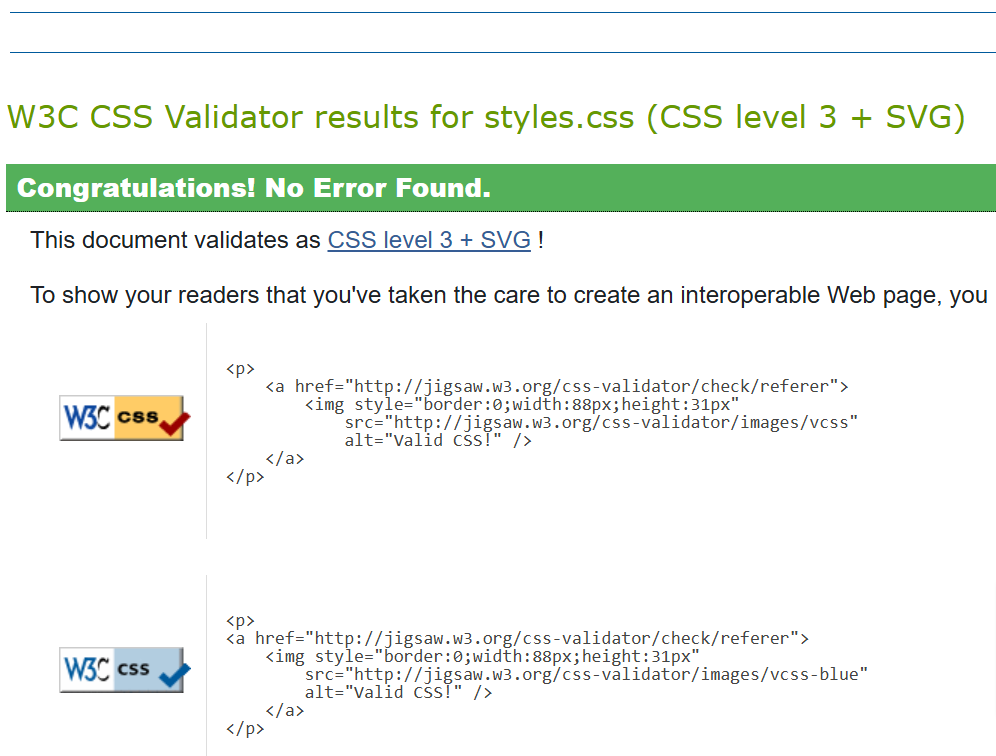 W3C CSS Validator results for styles.css (CSS level 3 + SVG)
Congratulations! No Error Found.
This document validates as CSS level 3 + SVG !
To show your readers that you've taken the care to create an interoperable Web page, you
W3C css
<p>
    <a href="http://jigsaw.w3.org/css-validator/check/referer">
        <img style="border:0;width:88px;height:31px"
            src="http://jigsaw.w3.org/css-validator/images/vcss"
            alt="Valid CSS!" />
    </a>
</p>
W3C css
<p>
<a href="http://jigsaw.w3.org/css-validator/check/referer">
    <img style="border:0;width:88px;height:31px"
        src="http://jigsaw.w3.org/css-validator/images/vcss-blue"
        alt="Valid CSS!" />
    </a>
</p>